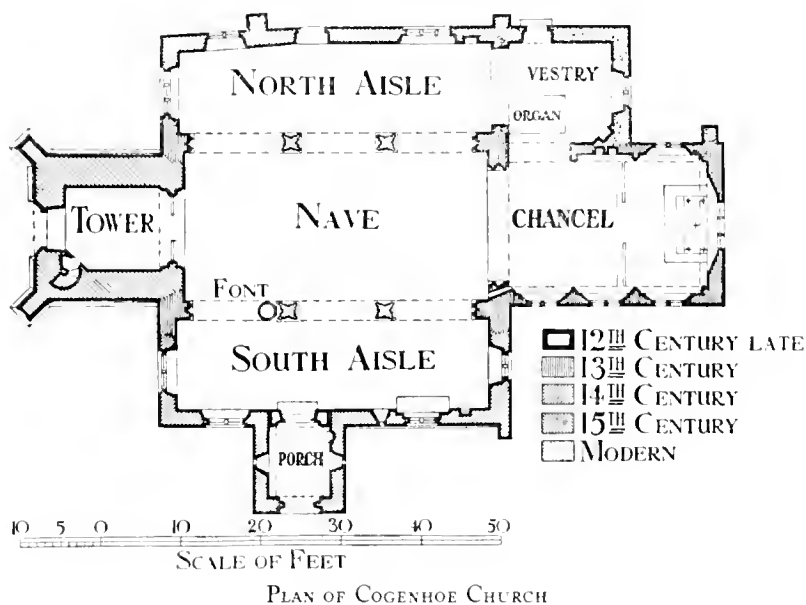 NORTH AISLE
VESTRY
ORGAN
TOWER
NAVE
CHANCEL
FONT
SOUTH AISLE
PORCH
12TH CENTURY LATE
13TH CENTURY
14TH CENTURY
15TH CENTURY
MODERN
10 5 0 10 20 30 40 50
SCALE OF FEET
PLAN OF COGENHOE CHURCH